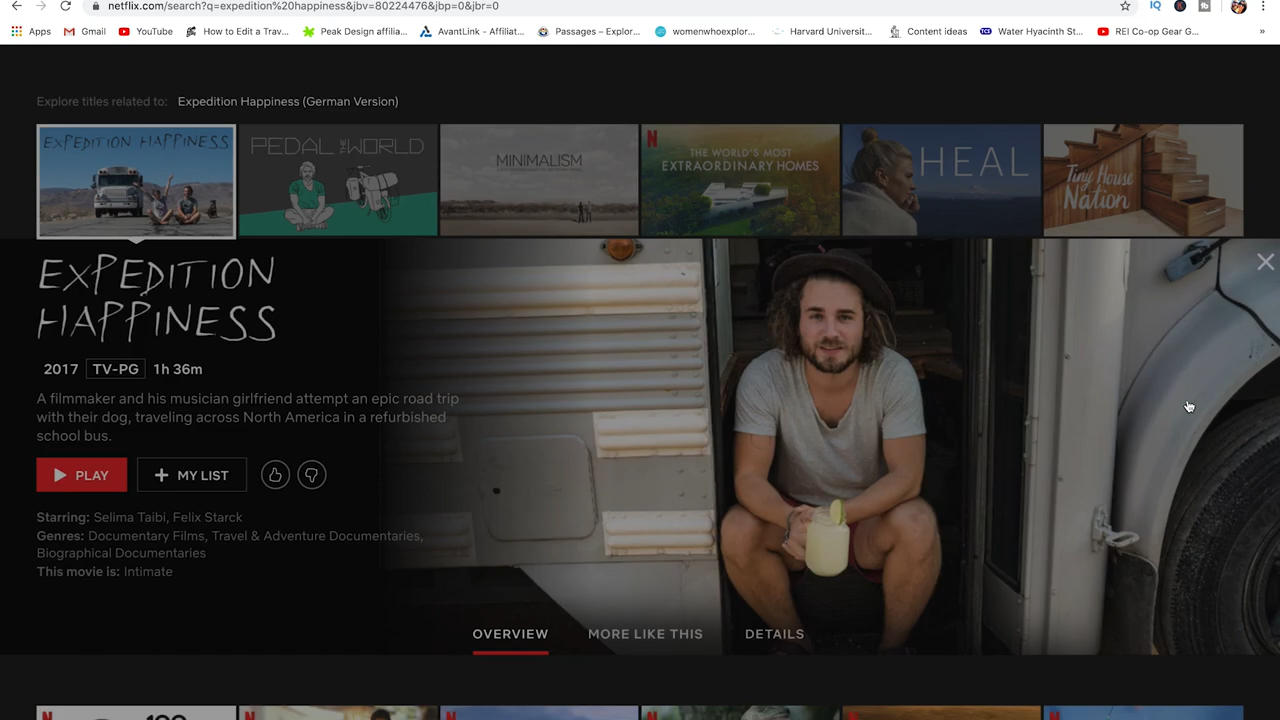 netflix.com/search?q=expedition%20happiness&jbv=80224476&jbp=0&jbr=0
Apps Gmail YouTube How to Edit a Trav... Peak Design affilia... AvantLink - Affiliat... Passages – Explor... womenwhoexplor... Harvard Universit... Content ideas TCS Water Hyacinth St... REI Co-op Gear G... »
Explore titles related to: Expedition Happiness (German Version)
EXPEDITION HAPPINESS
PEDAL THE WORLD
MINIMALISM
N
THE WORLD'S MOST
EXTRAORDINARY HOMES
HEAL
Tiny House
Nation
EXPEDITION
HAPPINESS
2017 TV-PG 1h 36m
A filmmaker and his musician girlfriend attempt an epic road trip
with their dog, traveling across North America in a refurbished
school bus.
PLAY MY LIST
Starring: Selima Taibi, Felix Starck
Genres: Documentary Films, Travel & Adventure Documentaries,
Biographical Documentaries
This movie is: Intimate
OVERVIEW MORE LIKE THIS DETAILS
N N N N N N